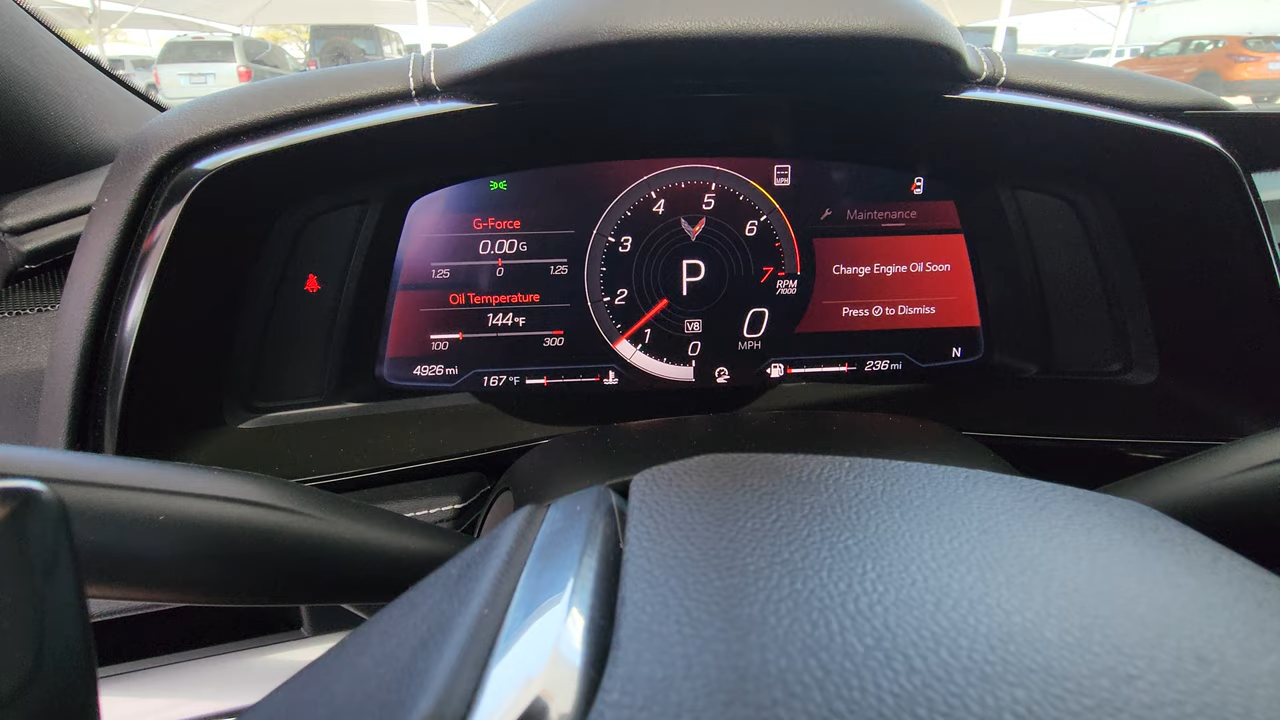 G-Force
0.00 G
1.25 0 1.25
Oil Temperature
144 °F
100 300
4926 mi
167 °F
0
1
2
3
4
5
6
7
RPM
/1000
P
V8
MPH
0
MPH
Maintenance
Change Engine Oil Soon
Press to Dismiss
236 mi
N